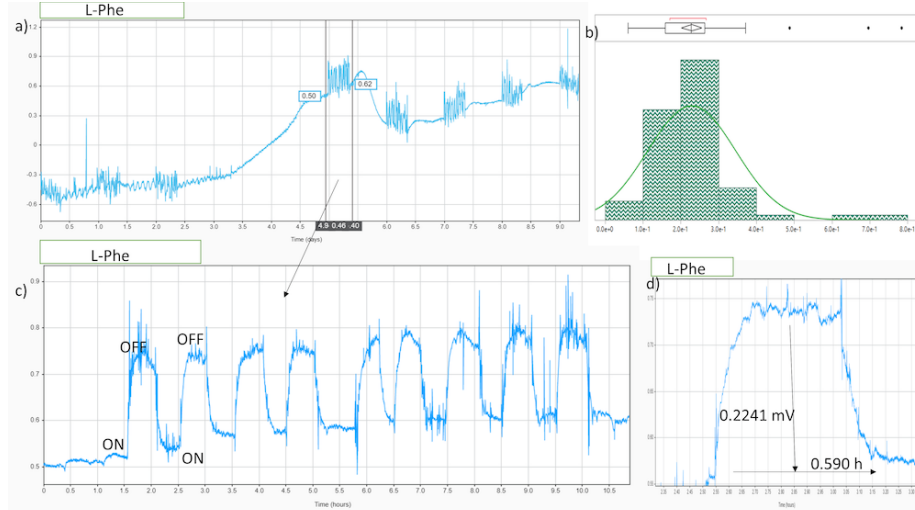 L-Phe
a)
1.2
0.9
0.6
0.3
0
-0.3
-0.6
0.50
0.62
4.9 0.46 .40
0.0 0.5 1.0 1.5 2.0 2.5 3.0 3.5 4.0 4.5 5.0 5.5 6.0 6.5 7.0 7.5 8.0 8.5 9.0
Time (days)
b)
0.0e+0 1.0e-1 2.0e-1 3.0e-1 4.0e-1 5.0e-1 6.0e-1 7.0e-1 8.0e-1
L-Phe
c)
0.9
0.8
0.7
0.6
0.5
OFF
OFF
ON
ON
0 0.5 1.0 1.5 2.0 2.5 3.0 3.5 4.0 4.5 5.0 5.5 6.0 6.5 7.0 7.5 8.0 8.5 9.0 9.5 10.0 10.5
Time (hours)
L-Phe
d)
0.2241 mV
0.590 h